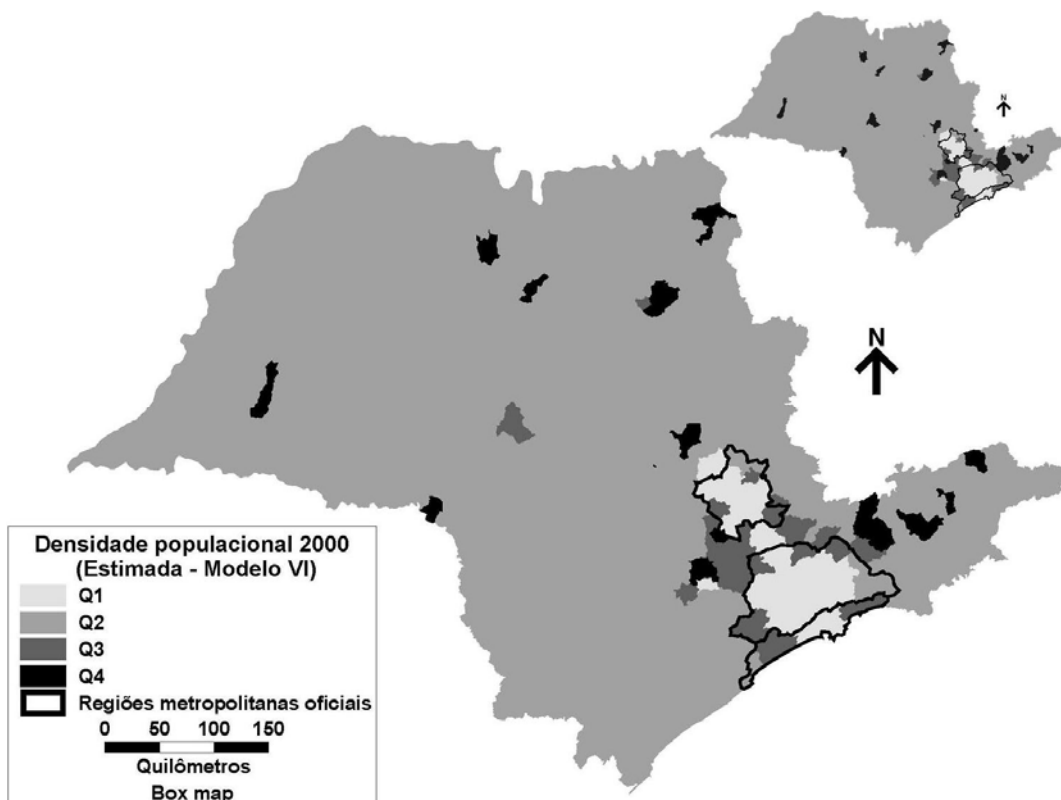 N
N
Densidade populacional 2000
(Estimada - Modelo VI)
Q1
Q2
Q3
Q4
Regiões metropolitanas oficiais
0 50 100 150
Quilômetros
Box map